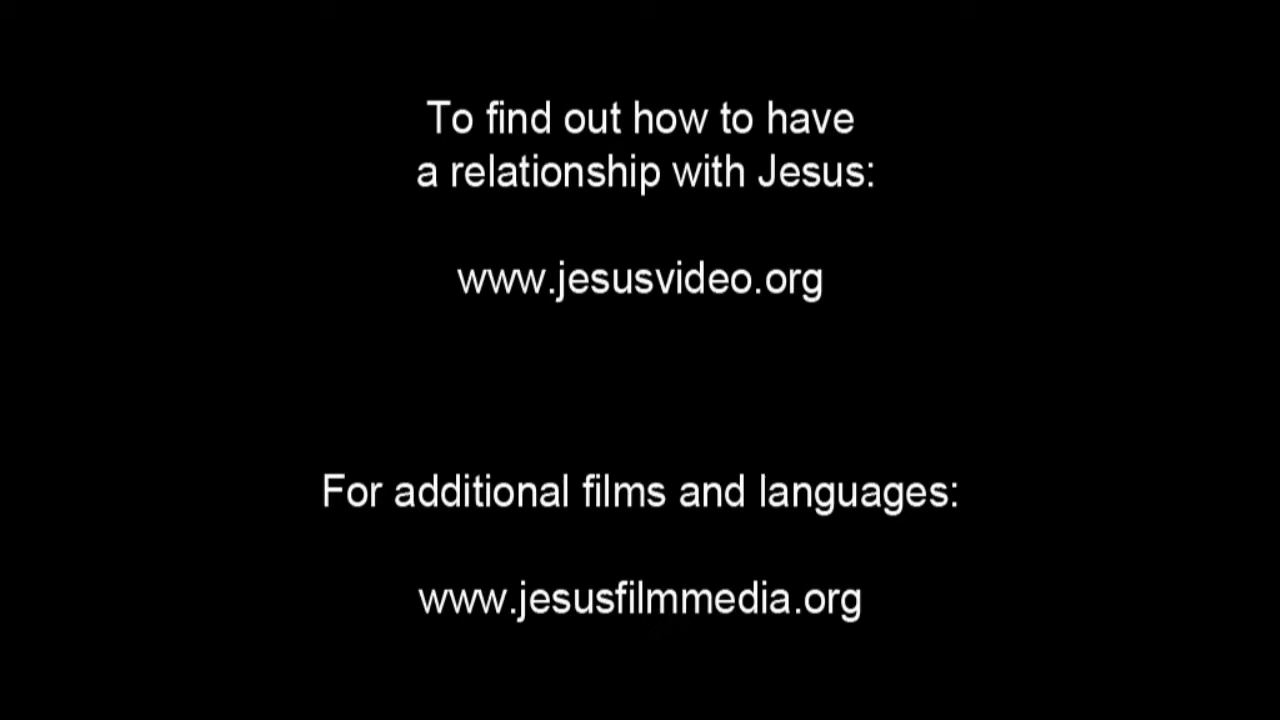 To find out how to have
a relationship with Jesus:
www.jesusvideo.org
For additional films and languages:
www.jesusfilmmedia.org